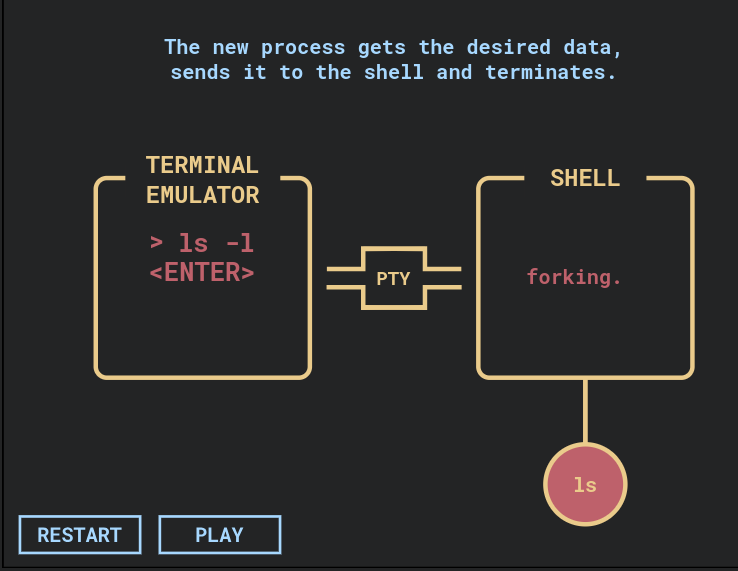 The new process gets the desired data,
sends it to the shell and terminates.
TERMINAL
EMULATOR
> ls -l
<ENTER>
PTY
SHELL
forking.
ls
RESTART
PLAY